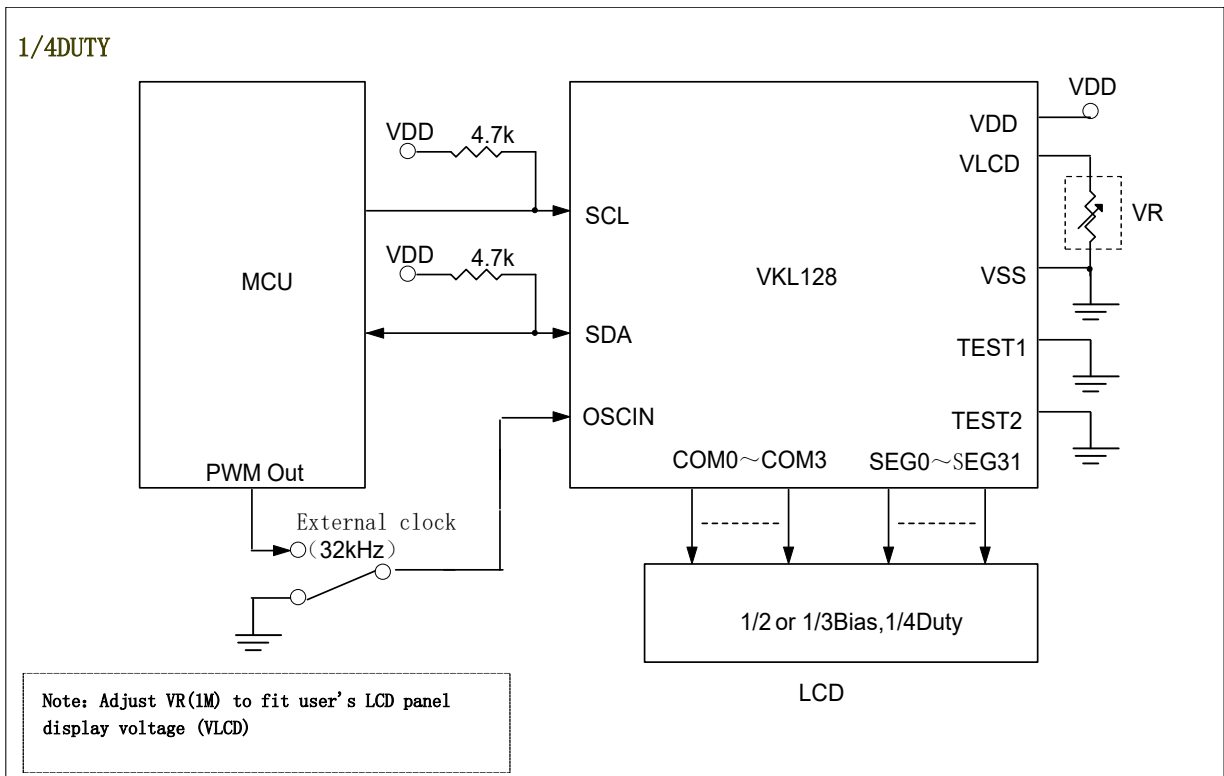 1/4DUTY
VDD
4.7k
VDD
4.7k
MCU
PWM Out
External clock
(32kHz)
SCL
SDA
OSCIN
VKL128
VDD
VLCD
VSS
TEST1
TEST2
COM0～COM3
SEG0～SEG31
VDD
VR
1/2 or 1/3Bias,1/4Duty
LCD
Note: Adjust VR(1M) to fit user's LCD panel
display voltage (VLCD)